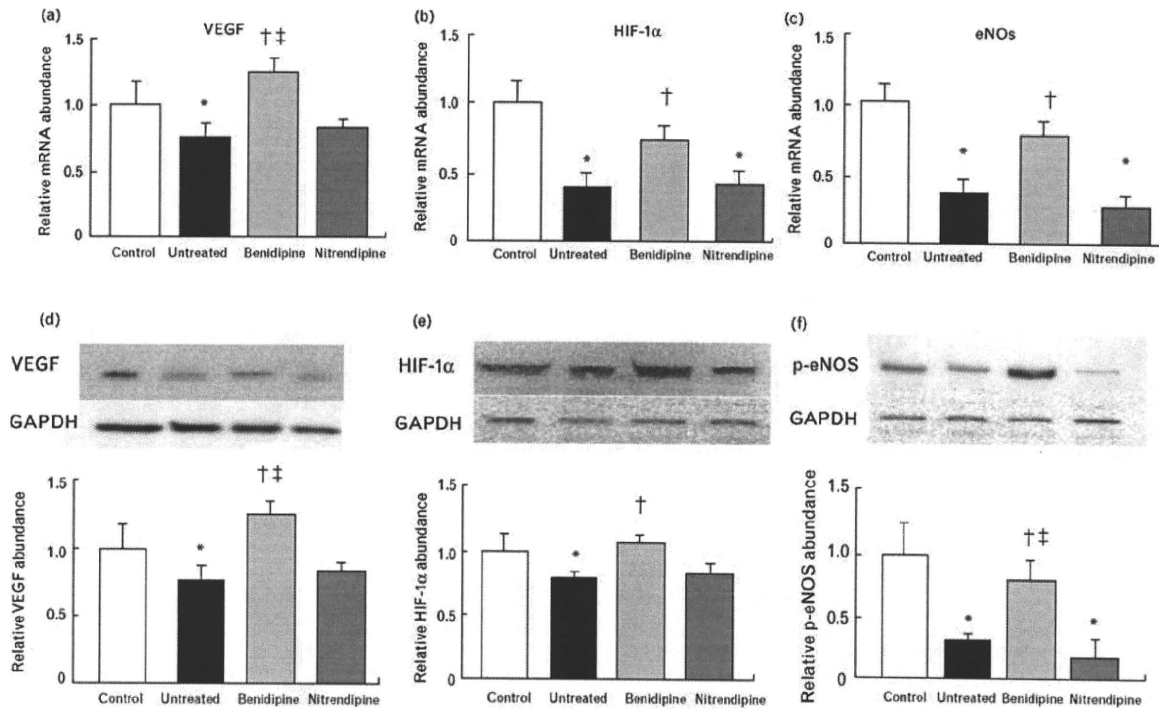 (a)
VEGF
Relative mRNA abundance
1.5
1.0
0.5
0
*
†‡
Control Untreated Benidipine Nitrendipine
(b)
HIF-1α
Relative mRNA abundance
1.5
1.0
0.5
0
*
†
*
Control Untreated Benidipine Nitrendipine
(c)
eNOs
Relative mRNA abundance
1.5
1.0
0.5
0
*
†
*
Control Untreated Benidipine Nitrendipine
(d)
VEGF
GAPDH
Relative VEGF abundance
1.5
1.0
0.5
0
*
†‡
Control Untreated Benidipine Nitrendipine
(e)
HIF-1α
GAPDH
Relative HIF-1α abundance
1.5
1.0
0.5
0
*
†
Control Untreated Benidipine Nitrendipine
(f)
p-eNOS
GAPDH
Relative p-eNOS abundance
1.5
1.0
0.5
0
*
†‡
*
Control Untreated Benidipine Nitrendipine